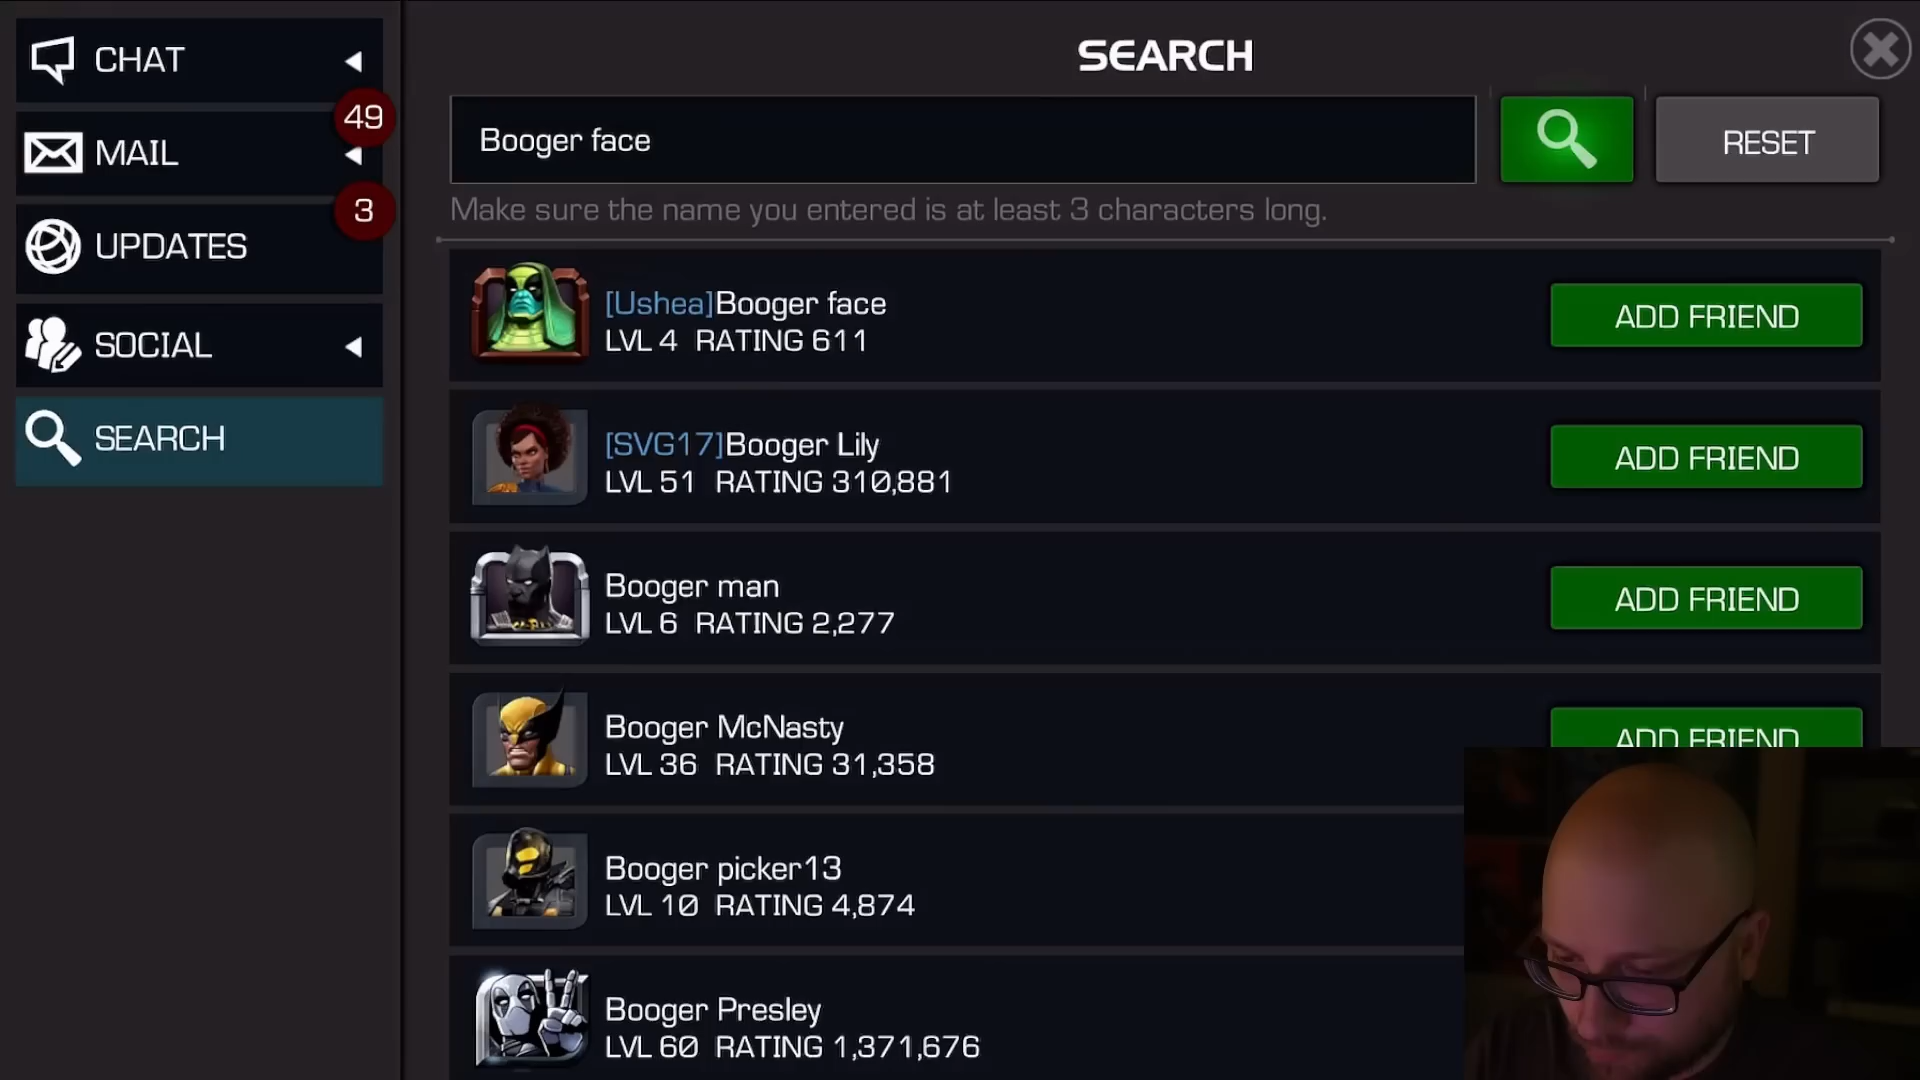 CHAT
49
MAIL
3
UPDATES
SOCIAL
SEARCH
SEARCH
Booger face
RESET
Make sure the name you entered is at least 3 characters long.
[Ushea]Booger face
LVL 4 RATING 611
ADD FRIEND
[SVG17]Booger Lily
LVL 51 RATING 310,881
ADD FRIEND
Booger man
LVL 6 RATING 2,277
ADD FRIEND
Booger McNasty
LVL 36 RATING 31,358
ADD FRIEND
Booger picker13
LVL 10 RATING 4,874
Booger Presley
LVL 60 RATING 1,371,676